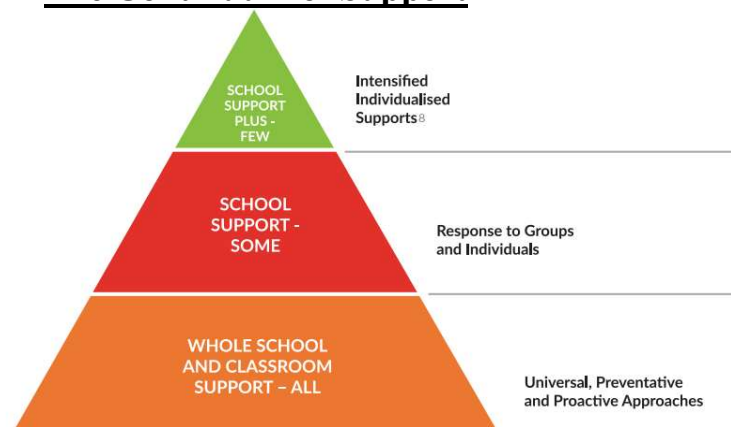 SCHOOL
SUPPORT
PLUS -
FEW
Intensified
Individualised
Supports8
SCHOOL
SUPPORT -
SOME
Response to Groups
and Individuals
WHOLE SCHOOL
AND CLASSROOM
SUPPORT – ALL
Universal, Preventative
and Proactive Approaches